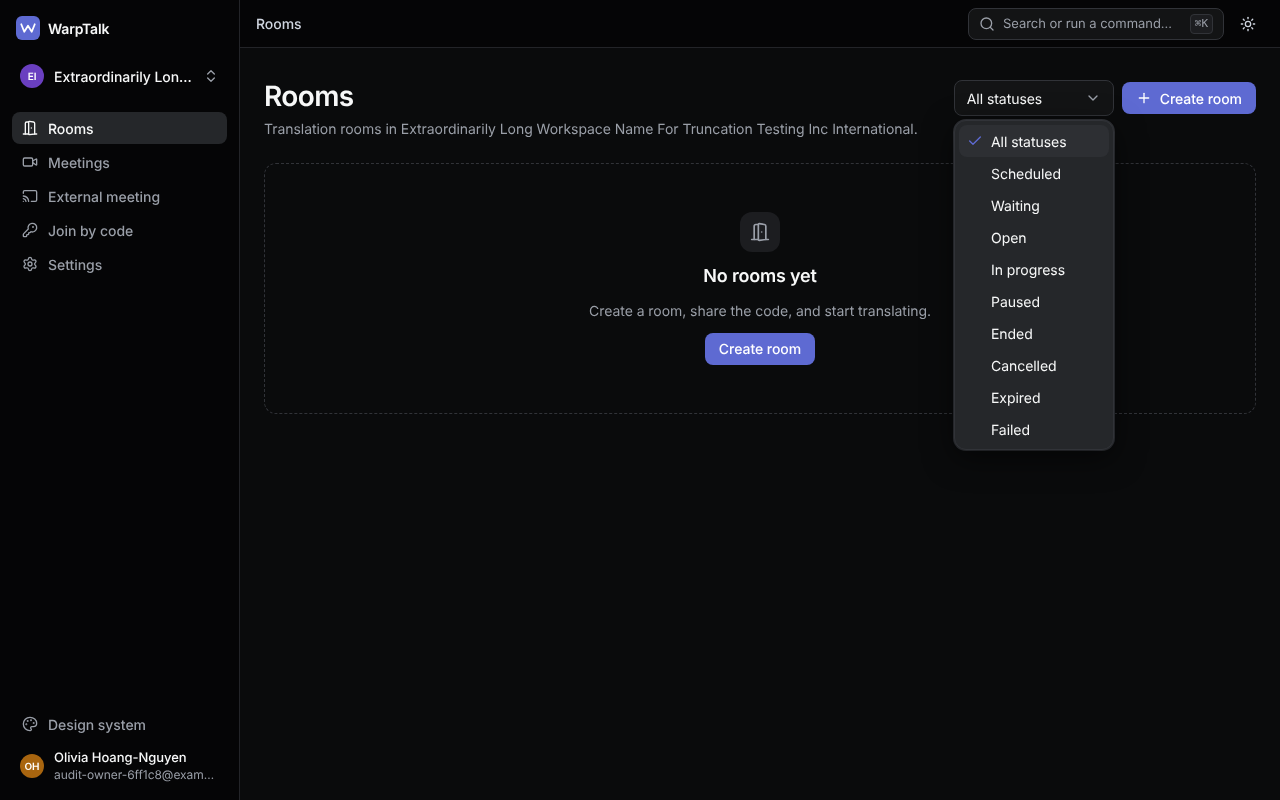 WarpTalk
EI
Extraordinarily Lon...
Rooms
Meetings
External meeting
Join by code
Settings
Design system
OH
Olivia Hoang-Nguyen
audit-owner-6ff1c8@exam...
Rooms
Search or run a command...
⌘K
Rooms
Translation rooms in Extraordinarily Long Workspace Name For Truncation Testing Inc International.
All statuses
Create room
All statuses
Scheduled
Waiting
Open
In progress
Paused
Ended
Cancelled
Expired
Failed
No rooms yet
Create a room, share the code, and start translating.
Create room